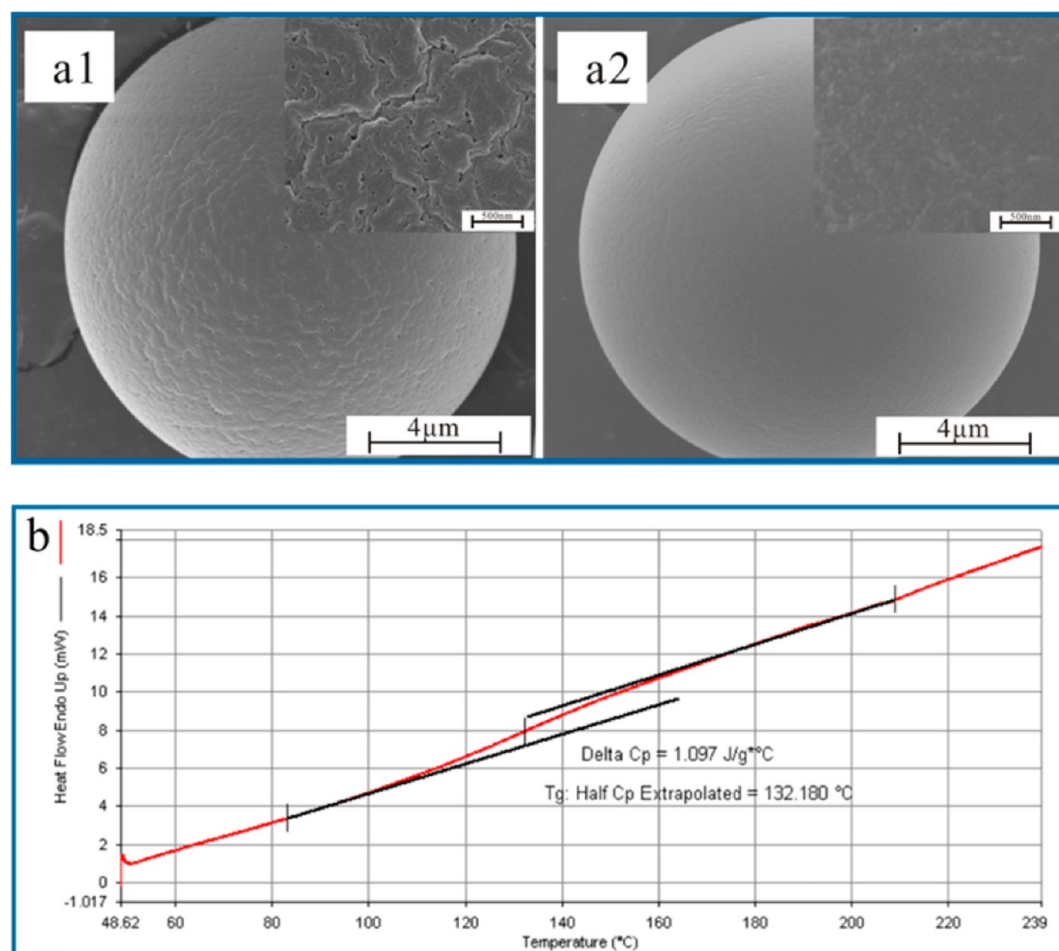 a1
500nm
4µm
a2
500nm
4µm
b
18.5
16
14
12
10
8
6
4
2
0
-1.017
Heat Flow Endo Up (mW)
Delta Cp = 1.097 J/g*°C
Tg: Half Cp Extrapolated = 132.180 °C
48.62 60 80 100 120 140 160 180 200 220 239
Temperature (°C)